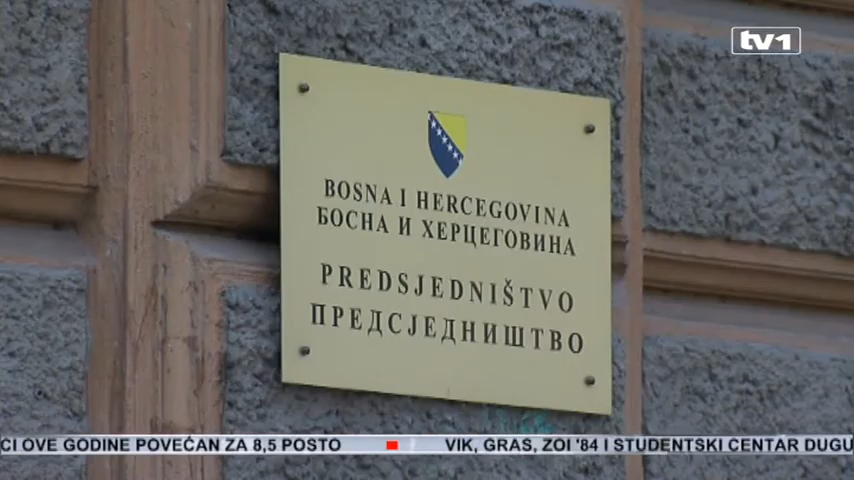 tv1
BOSNA I HERCEGOVINA
БОСНА И ХЕРЦЕГОВИНА
PREDSJEDNIŠTVO
ПРЕДСЈЕДНИШТВО
CI OVE GODINE POVEĆAN ZA 8,5 POSTO VIK, GRAS, ZOI '84 I STUDENTSKI CENTAR DUGU